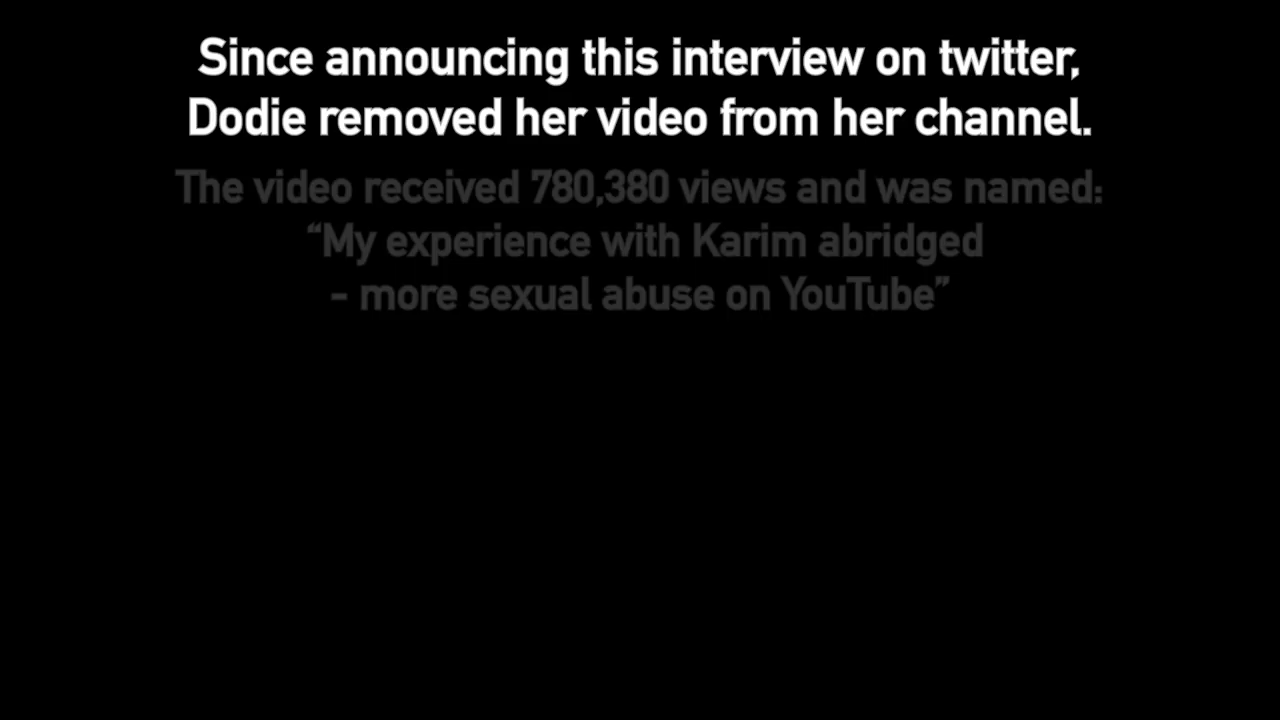 Since announcing this interview on twitter,
Dodie removed her video from her channel.
The video received 780,380 views and was named:
“My experience with Karim abridged
- more sexual abuse on YouTube”